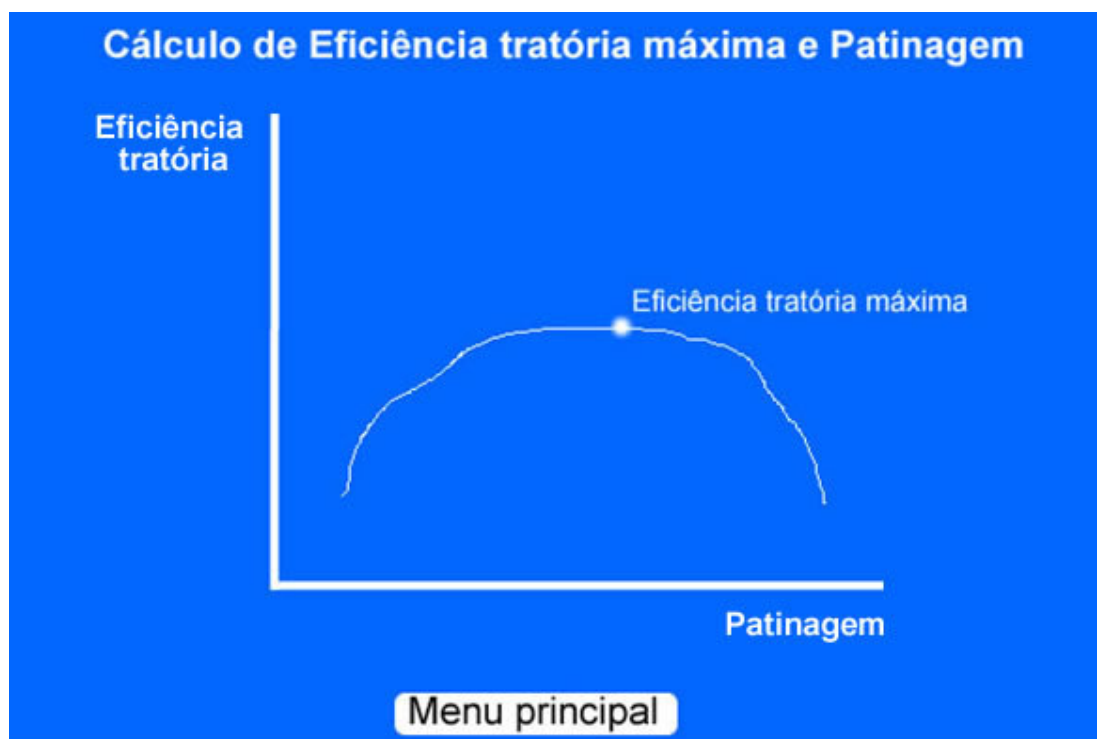 Cálculo de Eficiência tratória máxima e Patinagem
Eficiência
tratória
Eficiência tratória máxima
Patinagem
Menu principal